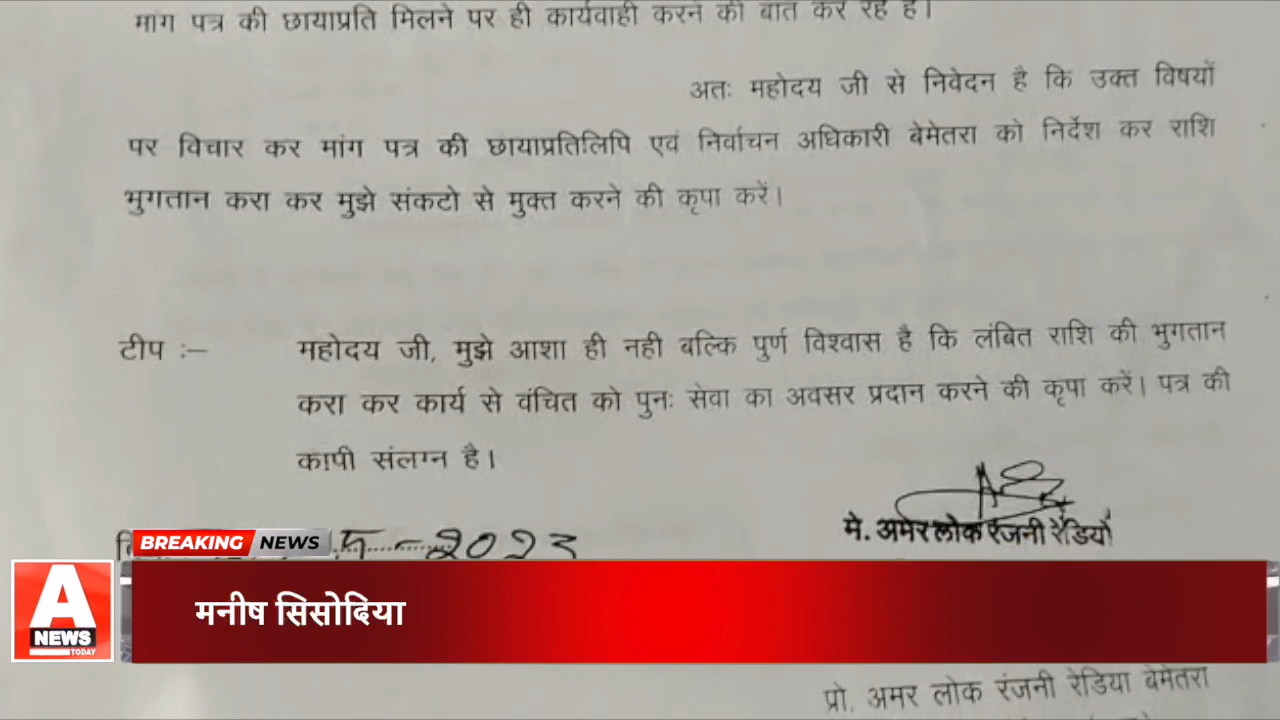 मांग पत्र की छायाप्रति मिलने पर ही कार्यवाही करने की बात कर रहे है।
अतः महोदय जी से निवेदन है कि उक्त विषयों
पर विचार कर मांग पत्र की छायाप्रतिलिपि एवं निर्वाचन अधिकारी बेमेतरा को निर्देश कर राशि
भुगतान करा कर मुझे संकटो से मुक्त करने की कृपा करें।
टीप :— महोदय जी, मुझे आशा ही नही बल्कि पुर्ण विश्वास है कि लंबित राशि की भुगतान
करा कर कार्य से वंचित को पुनः सेवा का अवसर प्रदान करने की कृपा करें। पत्र की
कापी संलग्न है।
मे. अमर लोक रंजनी रेडियो
2023
BREAKING NEWS
A
NEWS
TODAY
मनीष सिसोदिया
प्रो. अमर लोक रंजनी रेडिया बेमेतरा